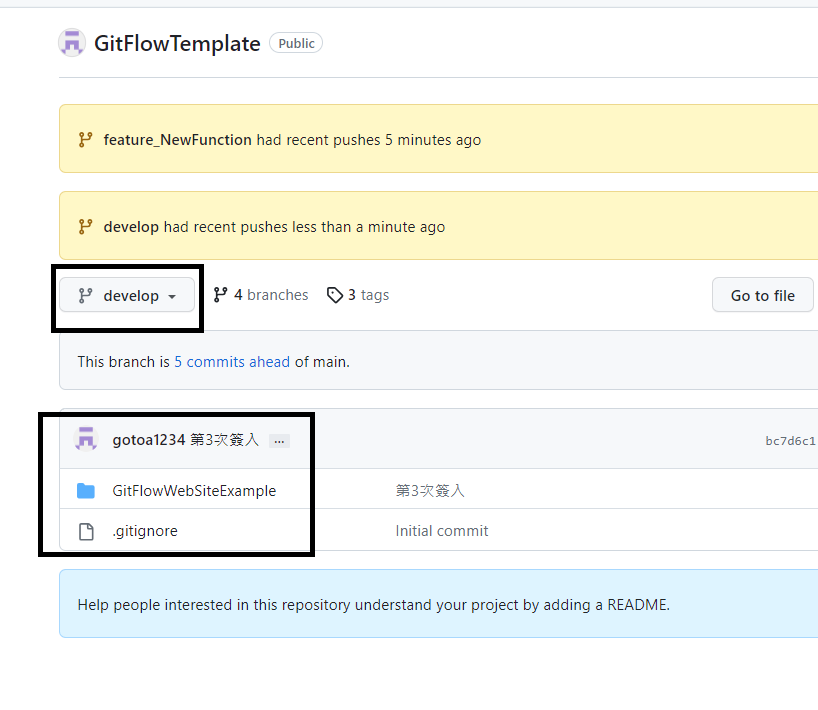 GitFlowTemplate Public
feature_NewFunction had recent pushes 5 minutes ago
develop had recent pushes less than a minute ago
develop 4 branches 3 tags Go to file
This branch is 5 commits ahead of main.
gotoa1234 第3次簽入 ... bc7d6c1
GitFlowWebSiteExample 第3次簽入
.gitignore Initial commit
Help people interested in this repository understand your project by adding a README.